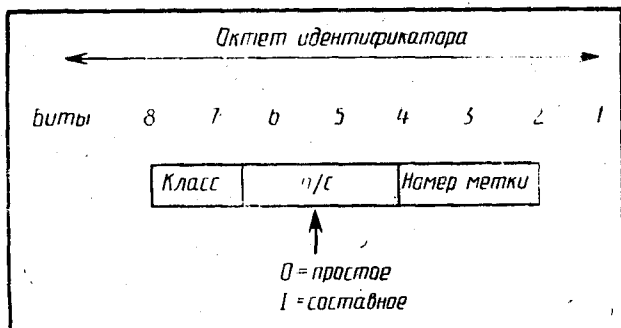 Октет идентификатора
Биты 8 7 6 5 4 3 2 1
Класс п/с Номер метки
0 = простое
1 = составное